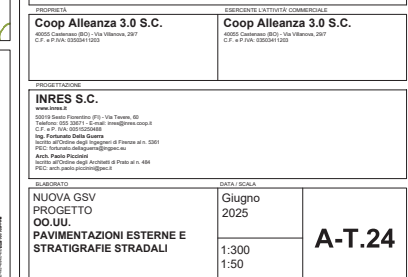 PROPRIETÀ
Coop Alleanza 3.0 S.C.
40055 Castenaso (BO) - Via Villanova, 29/7
C.F. e P.IVA: 03503411203
ESERCENTE L'ATTIVITA' COMMERCIALE
Coop Alleanza 3.0 S.C.
40055 Castenaso (BO) - Via Villanova, 29/7
C.F. e P.IVA: 03503411203
PROGETTAZIONE
INRES S.C.
www.inres.it
50019 Sesto Fiorentino (FI) - Via Tevere, 60
Telefono: 055 33671 - E-mail: inres@inres.coop.it
C.F. e P. IVA: 00515250488
Ing. Fortunato Della Guerra
Iscritto all'Ordine degli Ingegneri di Firenze al n. 5361
PEC: fortunato.dellaguerra@ingpec.eu
Arch. Paolo Piccinini
Iscritto all'Ordine degli Architetti di Prato al n. 484
PEC: arch.paolo.piccinini@pec.it
ELABORATO
NUOVA GSV
PROGETTO
OO.UU.
PAVIMENTAZIONI ESTERNE E
STRATIGRAFIE STRADALI
DATA / SCALA
Giugno
2025
1:300
1:50
A-T.24